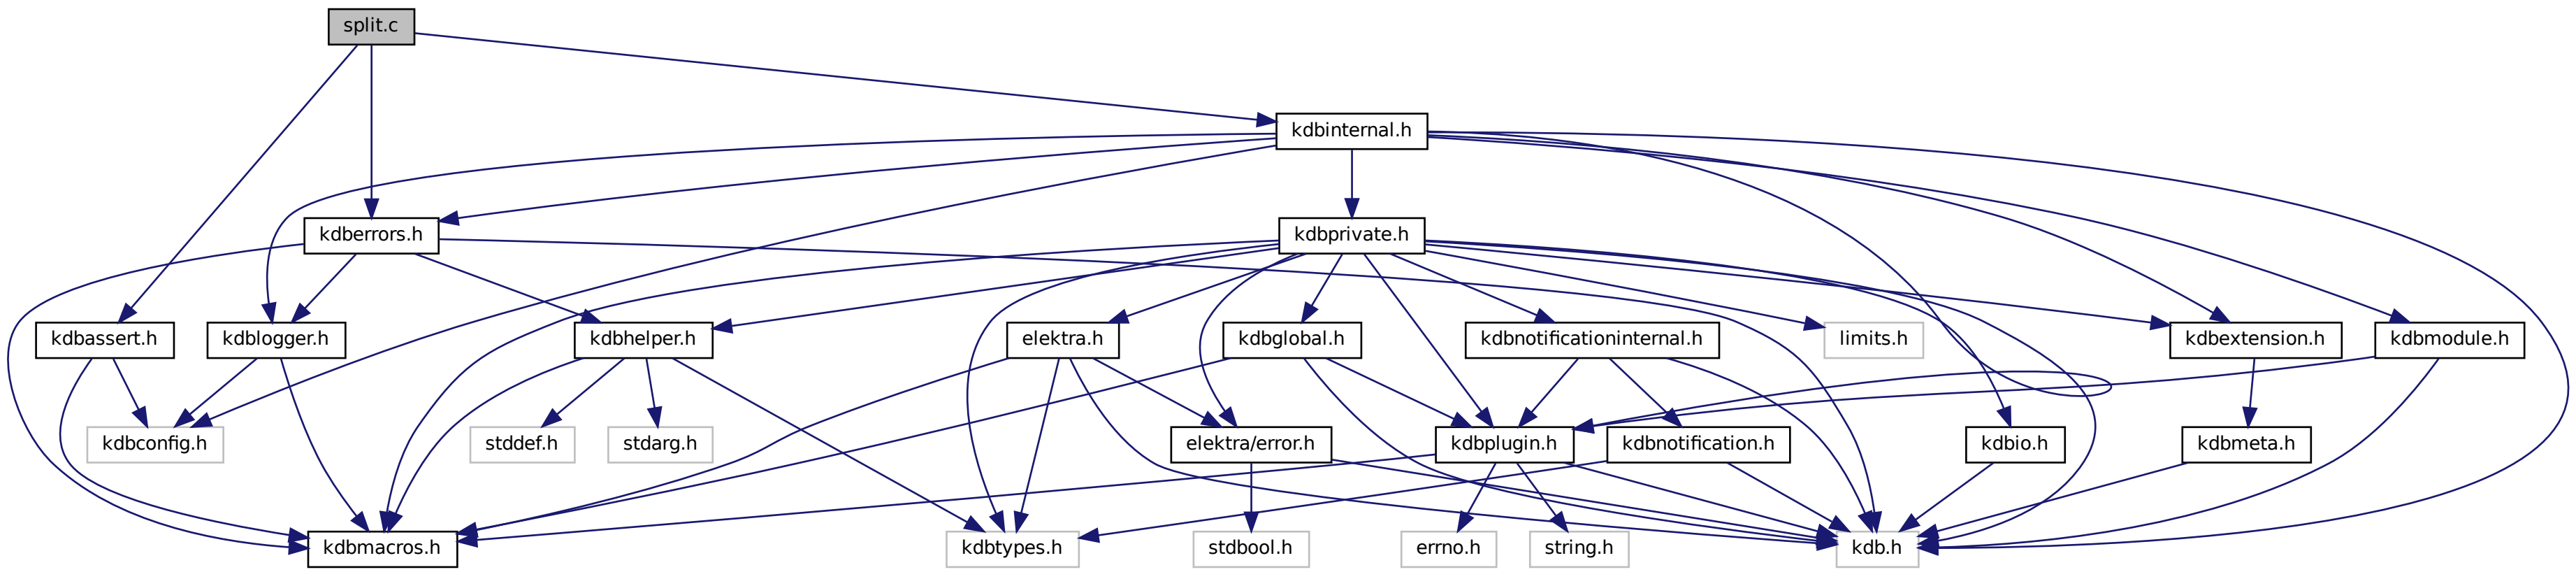 split.c
kdbinternal.h
kdberrors.h
kdbprivate.h
kdbassert.h
kdblogger.h
kdbhelper.h
elektra.h
kdbglobal.h
kdbnotificationinternal.h
limits.h
kdbextension.h
kdbmodule.h
kdbconfig.h
stddef.h
stdarg.h
elektra/error.h
kdbplugin.h
kdbnotification.h
kdbio.h
kdbmeta.h
kdbmacros.h
kdbtypes.h
stdbool.h
errno.h
string.h
kdb.h